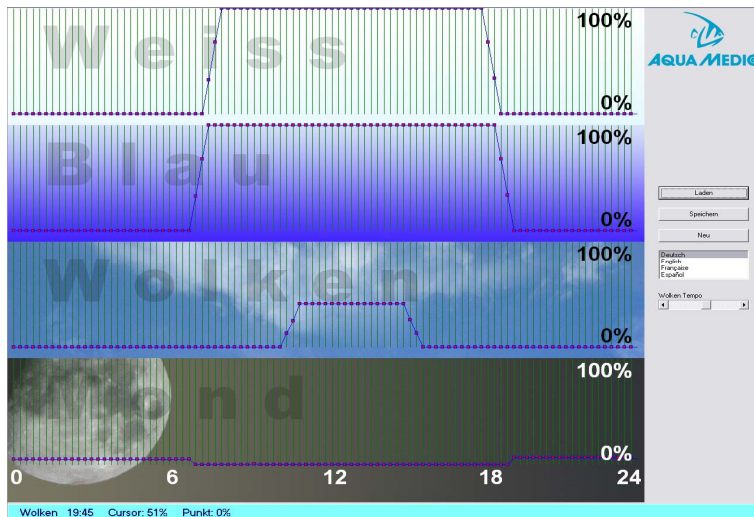 Weiss
100%
0%
AQUA MEDIC
Blau
100%
0%
Laden
Speichern
Neu
Wolken
100%
0%
Deutsch
English
Française
Español
Wolken Tempo
Mond
100%
0%
0 6 12 18 24
Wolken 19:45 Cursor: 51% Punkt: 0%